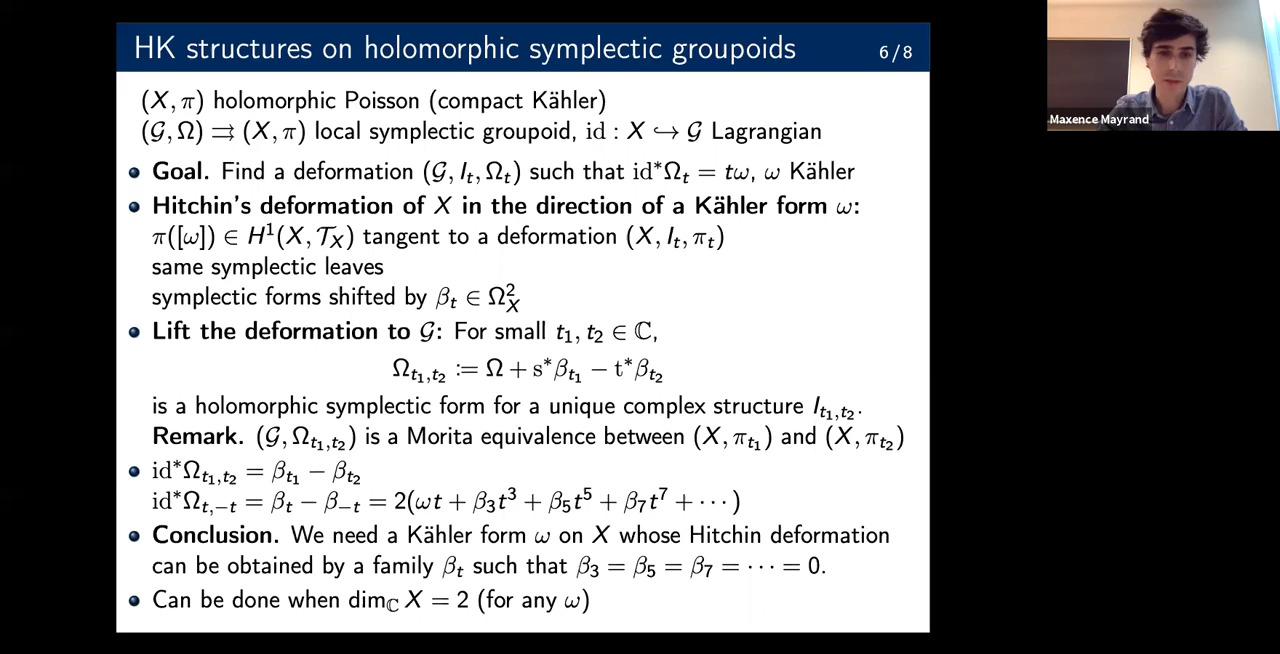 HK structures on holomorphic symplectic groupoids 6 / 8
(X, π) holomorphic Poisson (compact Kähler)
(𝒢, Ω) ⇉ (X, π) local symplectic groupoid, id : X ↪ 𝒢 Lagrangian
• Goal. Find a deformation (𝒢, I_t, Ω_t) such that id*Ω_t = tω, ω Kähler
• Hitchin's deformation of X in the direction of a Kähler form ω:
π([ω]) ∈ H¹(X, 𝒯_X) tangent to a deformation (X, I_t, π_t)
same symplectic leaves
symplectic forms shifted by β_t ∈ Ω²_X
• Lift the deformation to 𝒢: For small t₁, t₂ ∈ ℂ,
Ω_{t₁,t₂} := Ω + s*β_{t₁} − t*β_{t₂}
is a holomorphic symplectic form for a unique complex structure I_{t₁,t₂}.
Remark. (𝒢, Ω_{t₁,t₂}) is a Morita equivalence between (X, π_{t₁}) and (X, π_{t₂})
• id*Ω_{t₁,t₂} = β_{t₁} − β_{t₂}
id*Ω_{t,−t} = β_t − β_{−t} = 2(ωt + β₃t³ + β₅t⁵ + β₇t⁷ + ⋯)
• Conclusion. We need a Kähler form ω on X whose Hitchin deformation
can be obtained by a family β_t such that β₃ = β₅ = β₇ = ⋯ = 0.
• Can be done when dim_ℂ X = 2 (for any ω)
Maxence Mayrand